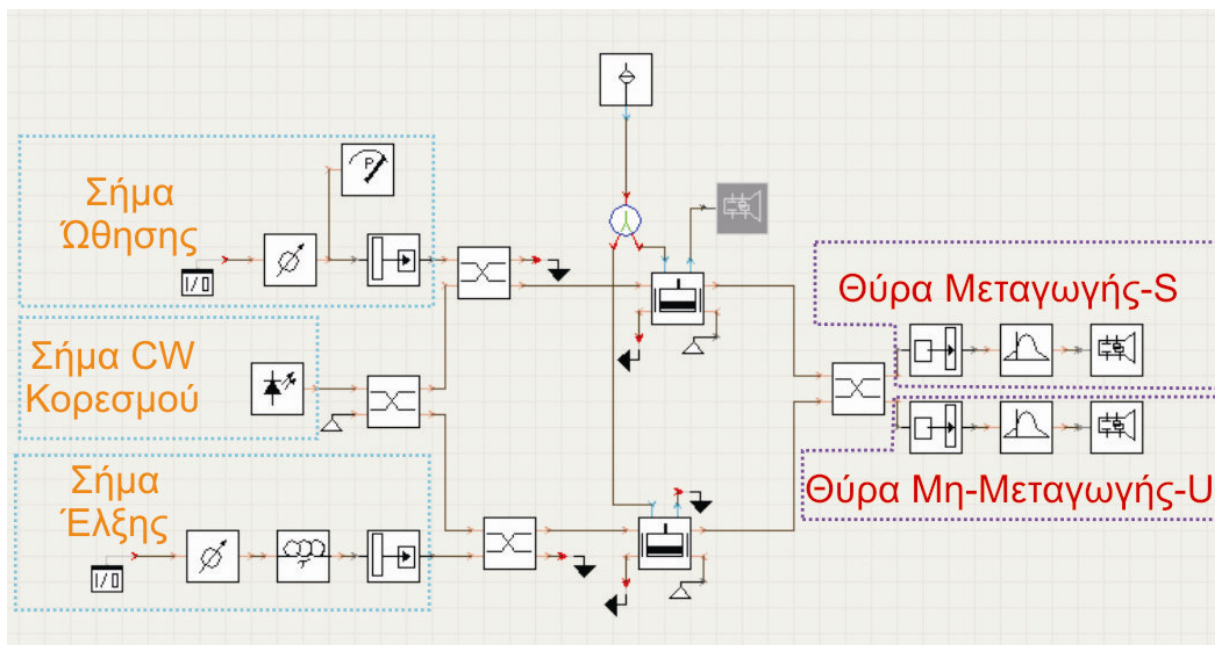 Σήμα
Ώθησης
P
I/O
Θύρα Μεταγωγής-S
Σήμα CW
Κορεσμού
Σήμα
Έλξης
τ
I/O
Θύρα Μη-Μεταγωγής-U